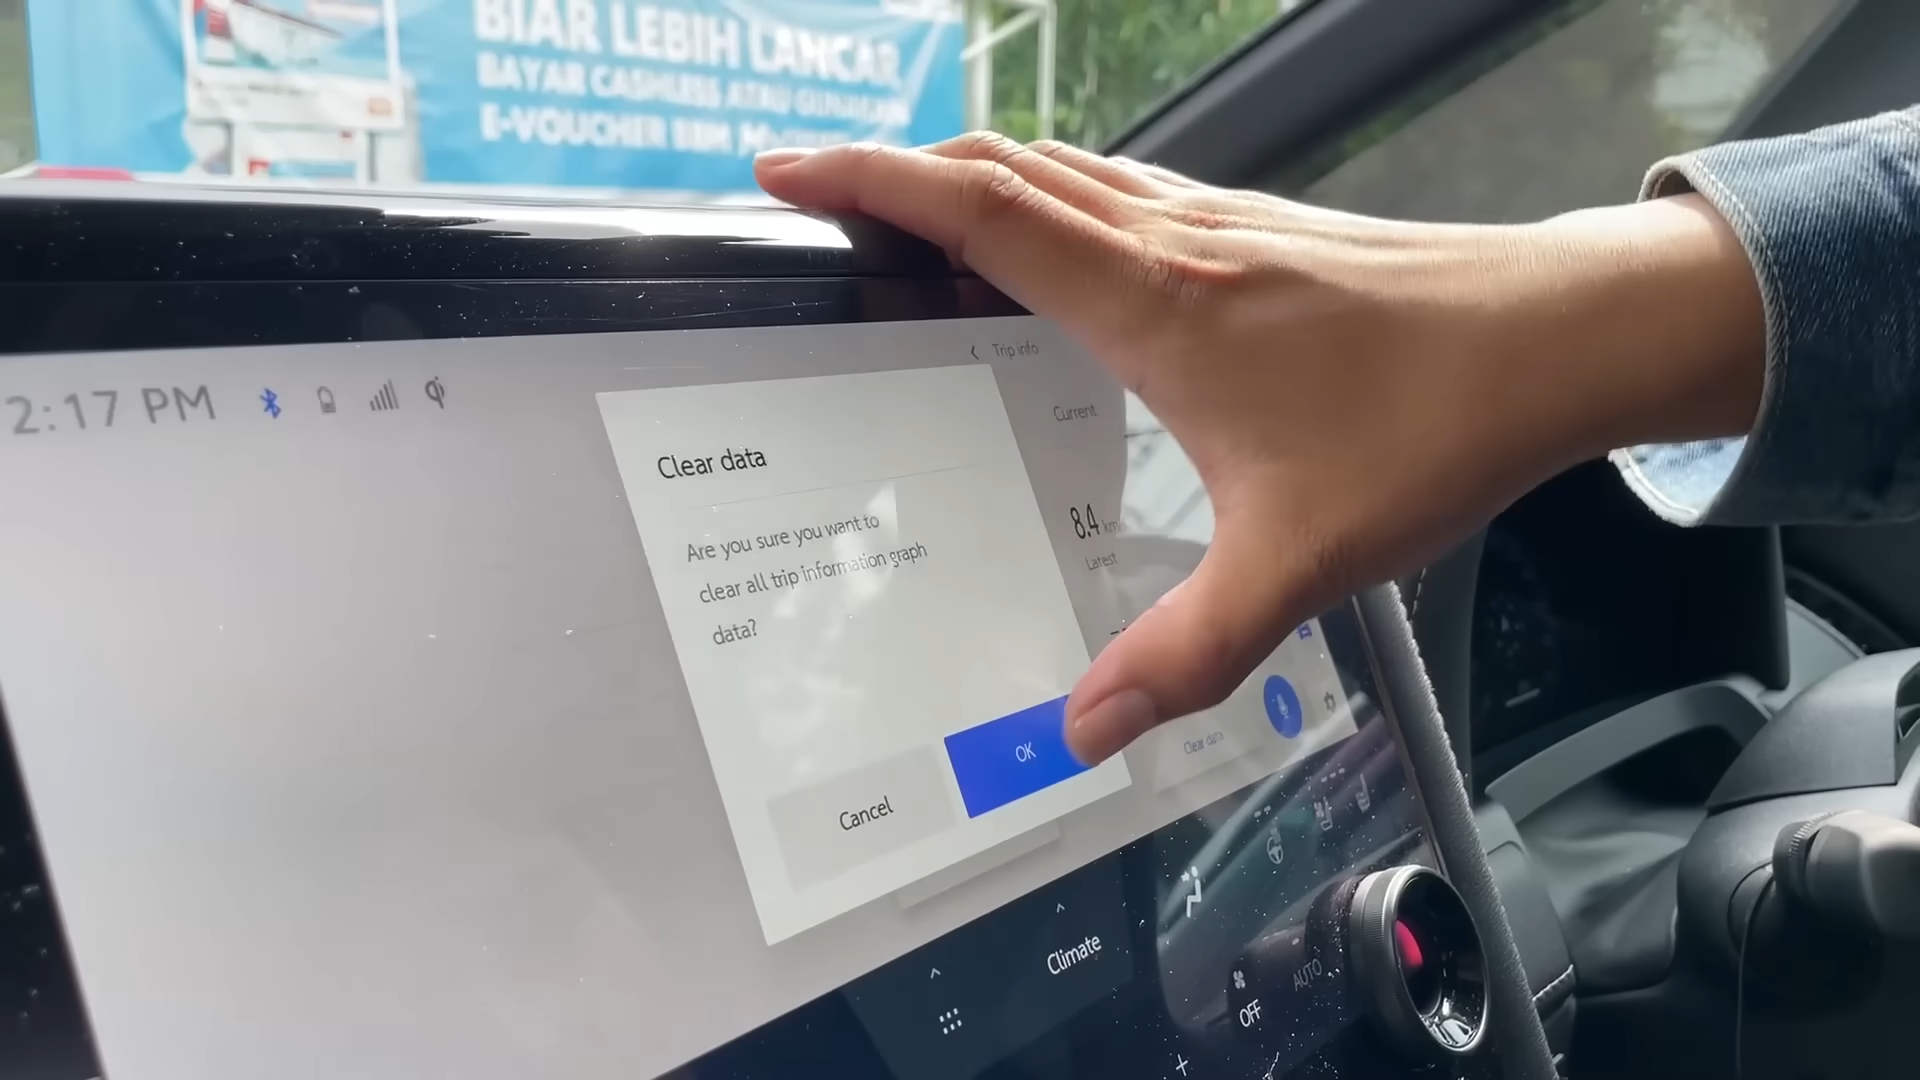 BIAR LEBIH LANCAR
BAYAR CASHLESS ATAU GUNAKAN
E-VOUCHER BBM
2:17 PM
Trip info
Current
Clear data
Are you sure you want to
clear all trip information graph
data?
8.4 km
Latest
OK
Cancel
Clear data
Climate
AUTO
OFF